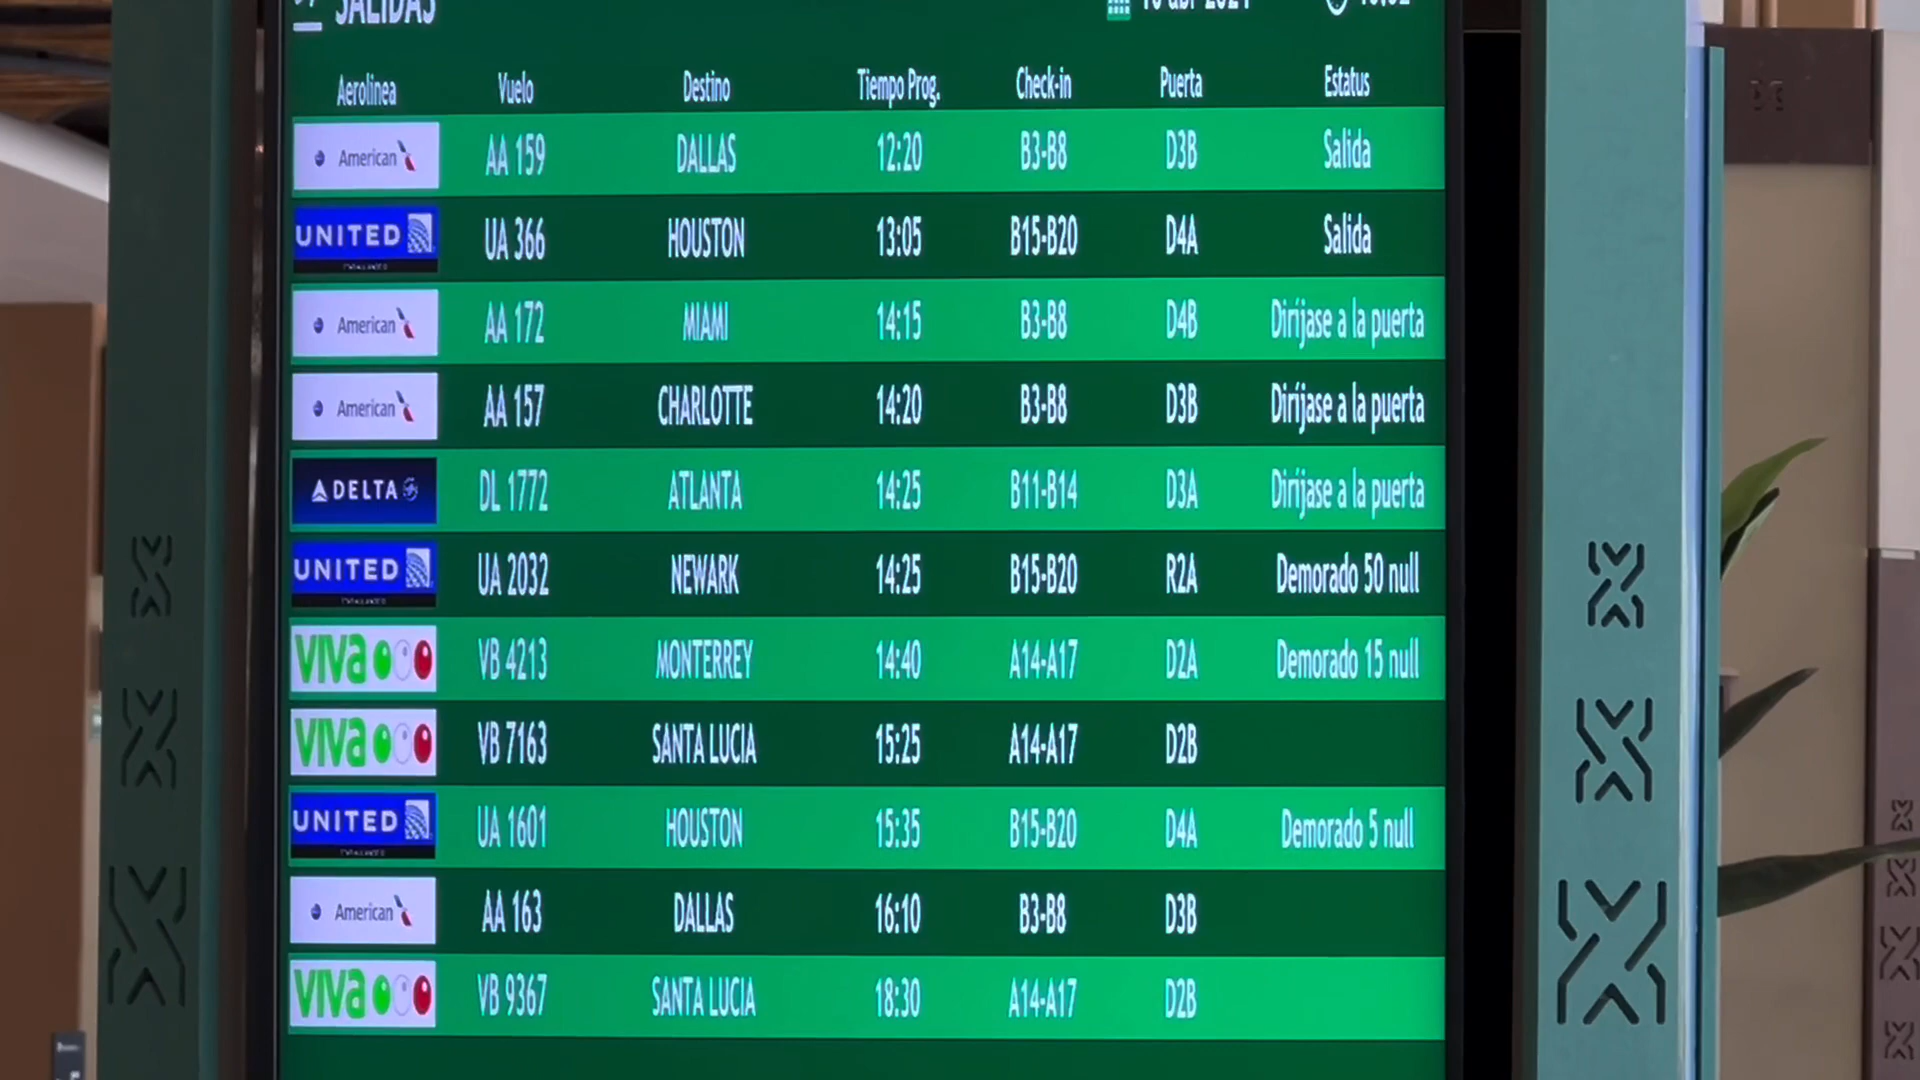 SALIDAS
Aerolinea Vuelo Destino Tiempo Prog. Check-in Puerta Estatus
American AA 159 DALLAS 12:20 B3-B8 D3B Salida
UNITED UA 366 HOUSTON 13:05 B15-B20 D4A Salida
American AA 172 MIAMI 14:15 B3-B8 D4B Diríjase a la puerta
American AA 157 CHARLOTTE 14:20 B3-B8 D3B Diríjase a la puerta
DELTA DL 1772 ATLANTA 14:25 B11-B14 D3A Diríjase a la puerta
UNITED UA 2032 NEWARK 14:25 B15-B20 R2A Demorado 50 null
VIVA VB 4213 MONTERREY 14:40 A14-A17 D2A Demorado 15 null
VIVA VB 7163 SANTA LUCIA 15:25 A14-A17 D2B
UNITED UA 1601 HOUSTON 15:35 B15-B20 D4A Demorado 5 null
American AA 163 DALLAS 16:10 B3-B8 D3B
VIVA VB 9367 SANTA LUCIA 18:30 A14-A17 D2B